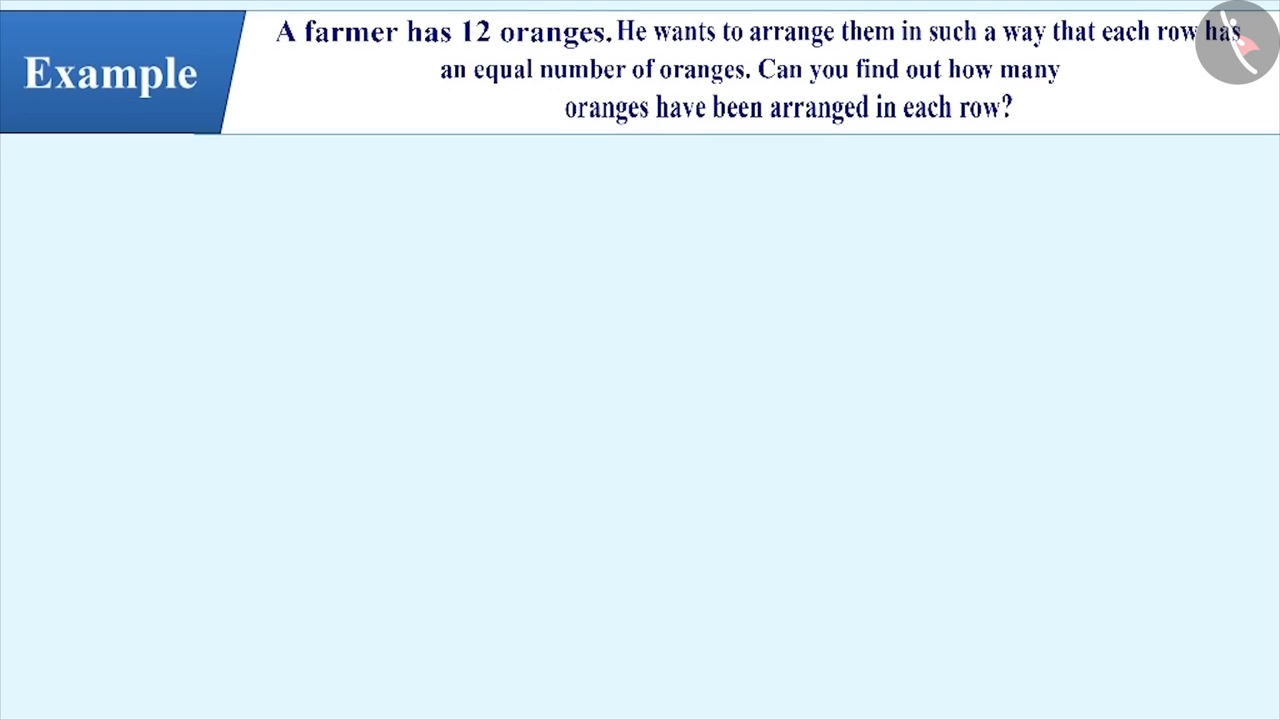 Example
A farmer has 12 oranges. He wants to arrange them in such a way that each row has
an equal number of oranges. Can you find out how many
oranges have been arranged in each row?